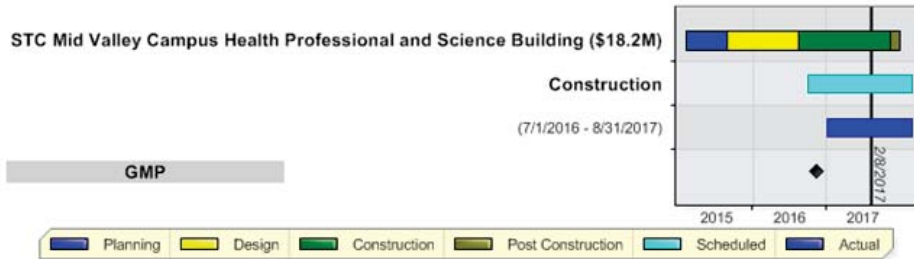 STC Mid Valley Campus Health Professional and Science Building ($18.2M)
Construction
(7/1/2016 - 8/31/2017)
GMP
2/8/2017
2015 2016 2017
Planning Design Construction Post Construction Scheduled Actual